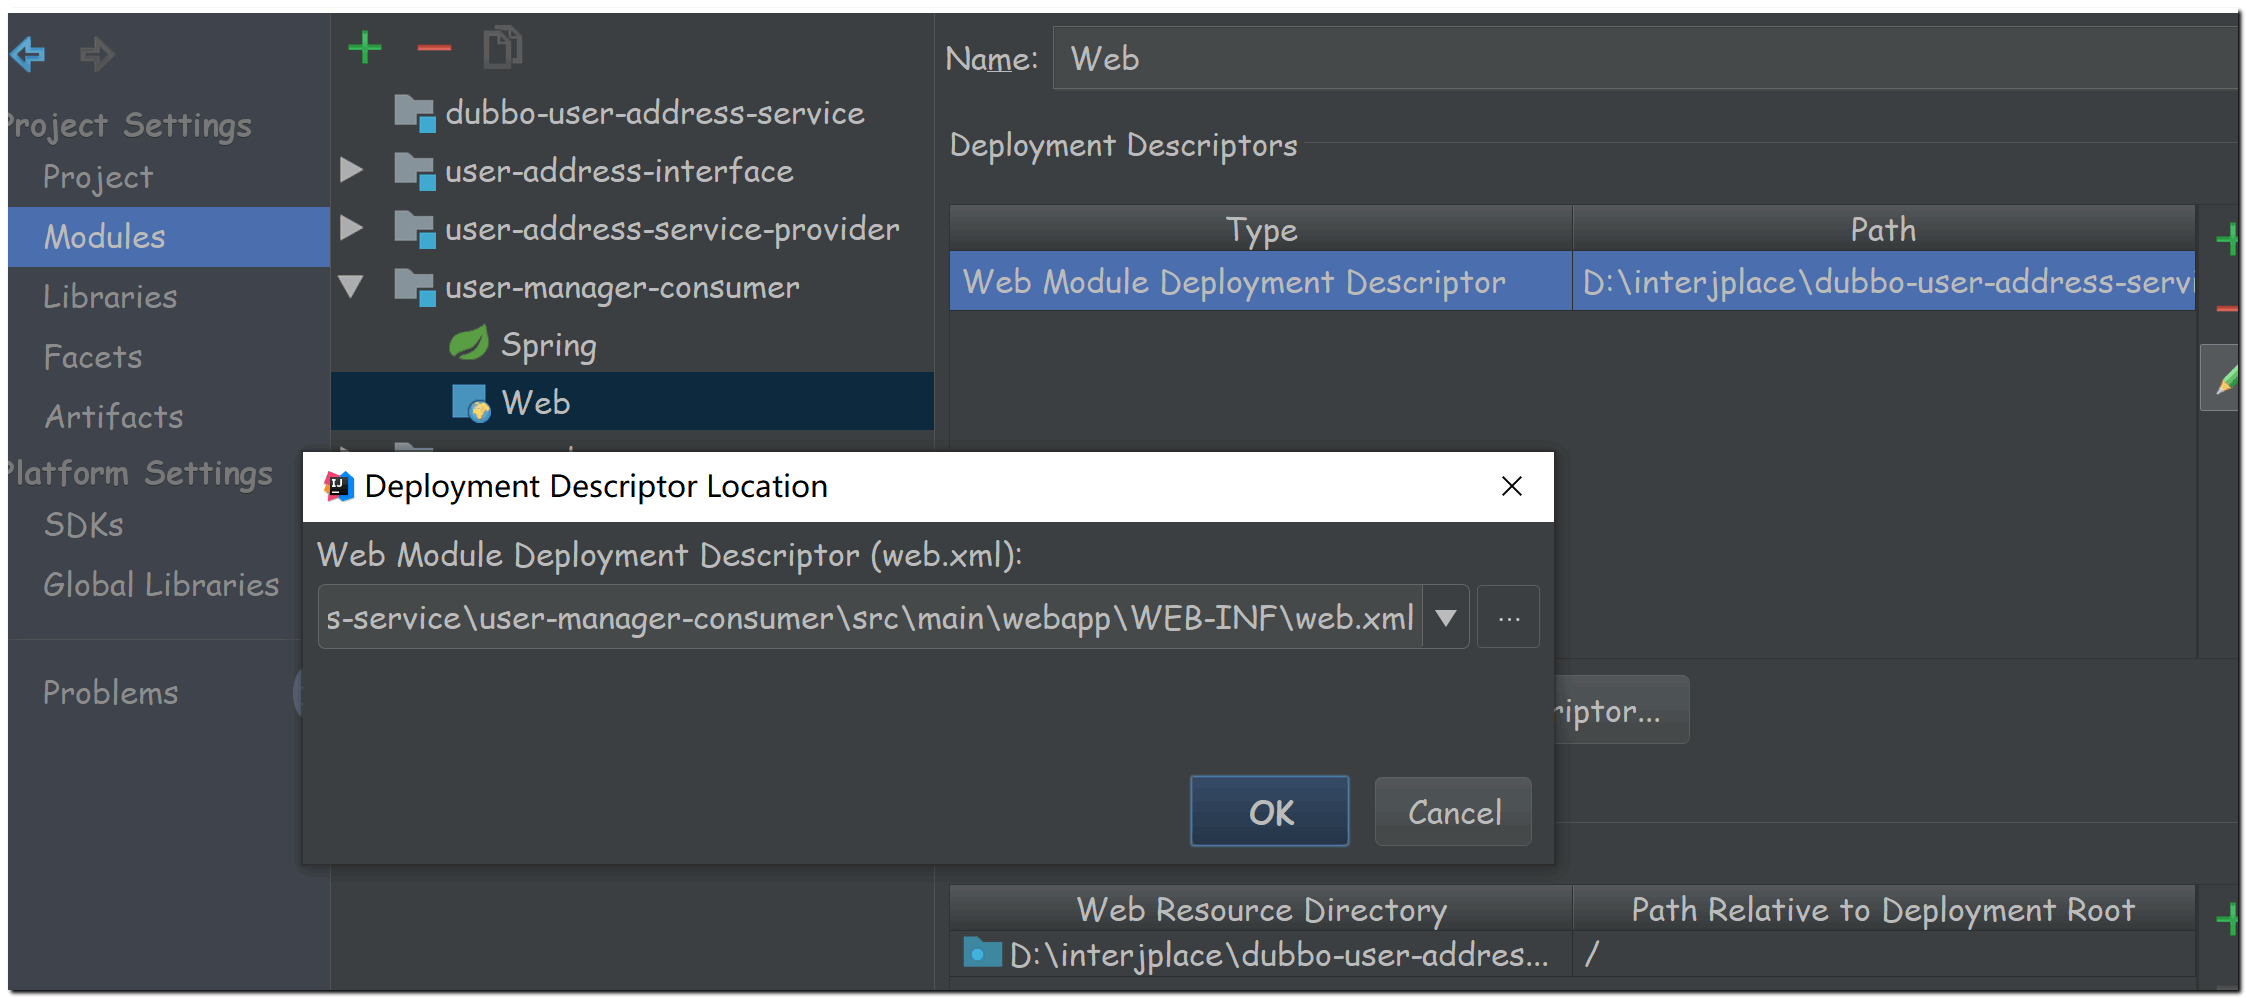 Project Settings
Project
Modules
Libraries
Facets
Artifacts
Platform Settings
SDKs
Global Libraries
Problems
dubbo-user-address-service
user-address-interface
user-address-service-provider
user-manager-consumer
Spring
Web
Name: Web
Deployment Descriptors
Type Path
Web Module Deployment Descriptor D:\interjplace\dubbo-user-address-servi
Deployment Descriptor Location
Web Module Deployment Descriptor (web.xml):
s-service\user-manager-consumer\src\main\webapp\WEB-INF\web.xml
...
riptor...
OK Cancel
Web Resource Directory Path Relative to Deployment Root
D:\interjplace\dubbo-user-addres... /